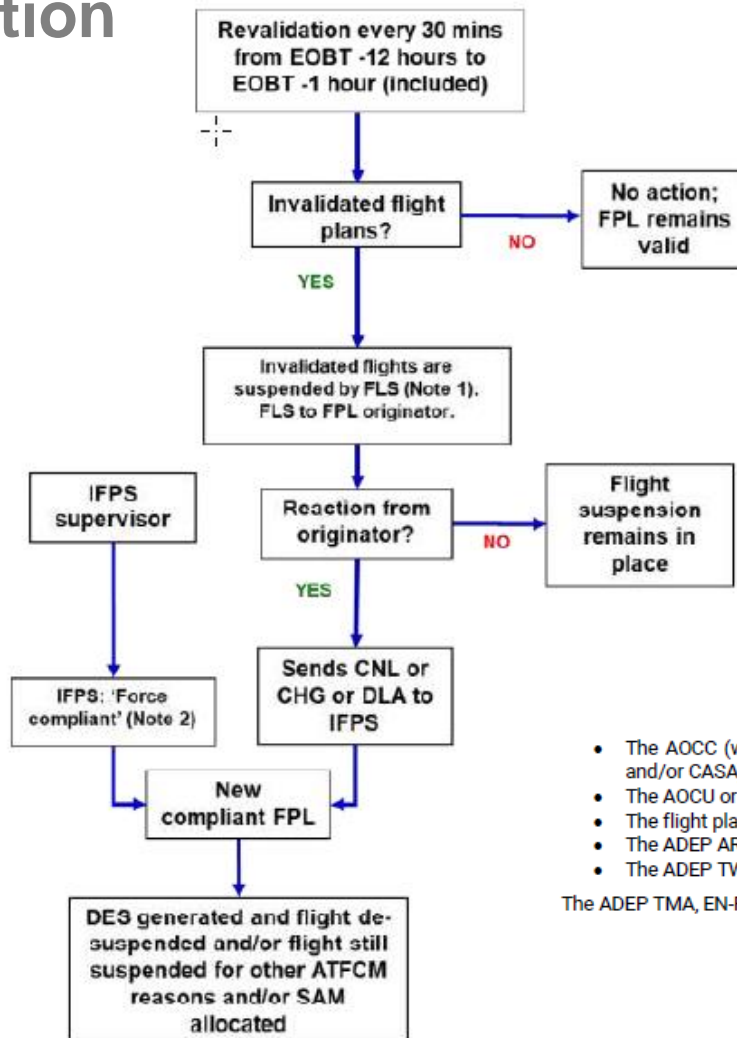 tion
Revalidation every 30 mins
from EOBT -12 hours to
EOBT -1 hour (included)
Invalidated flight
plans?
NO
No action;
FPL remains
valid
YES
Invalidated flights are
suspended by FLS (Note 1).
FLS to FPL originator.
IFPS
supervisor
Reaction from
originator?
NO
Flight
suspension
remains in
place
YES
IFPS: 'Force
compliant' (Note 2)
Sends CNL or
CHG or DLA to
IFPS
New
compliant FPL
DES generated and flight de-
suspended and/or flight still
suspended for other ATFCM
reasons and/or SAM
allocated
• The AOCC (w
and/or CASA
• The AOCU or
• The flight pla
• The ADEP AR
• The ADEP TW
The ADEP TMA, EN-R